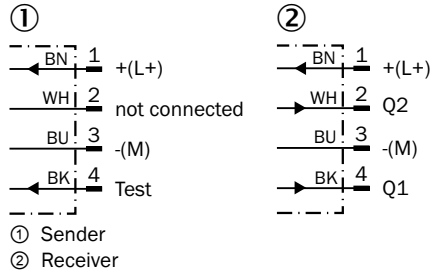 ① ②
BN 1 +(L+) BN 1 +(L+)
WH 2 not connected WH 2 Q2
BU 3 -(M) BU 3 -(M)
BK 4 Test BK 4 Q1
① Sender
② Receiver